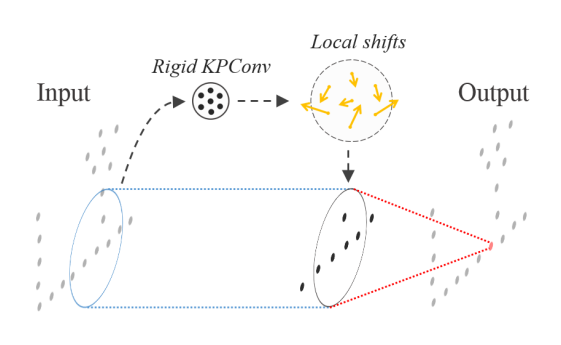 Local shifts
Rigid KPConv
Input
Output